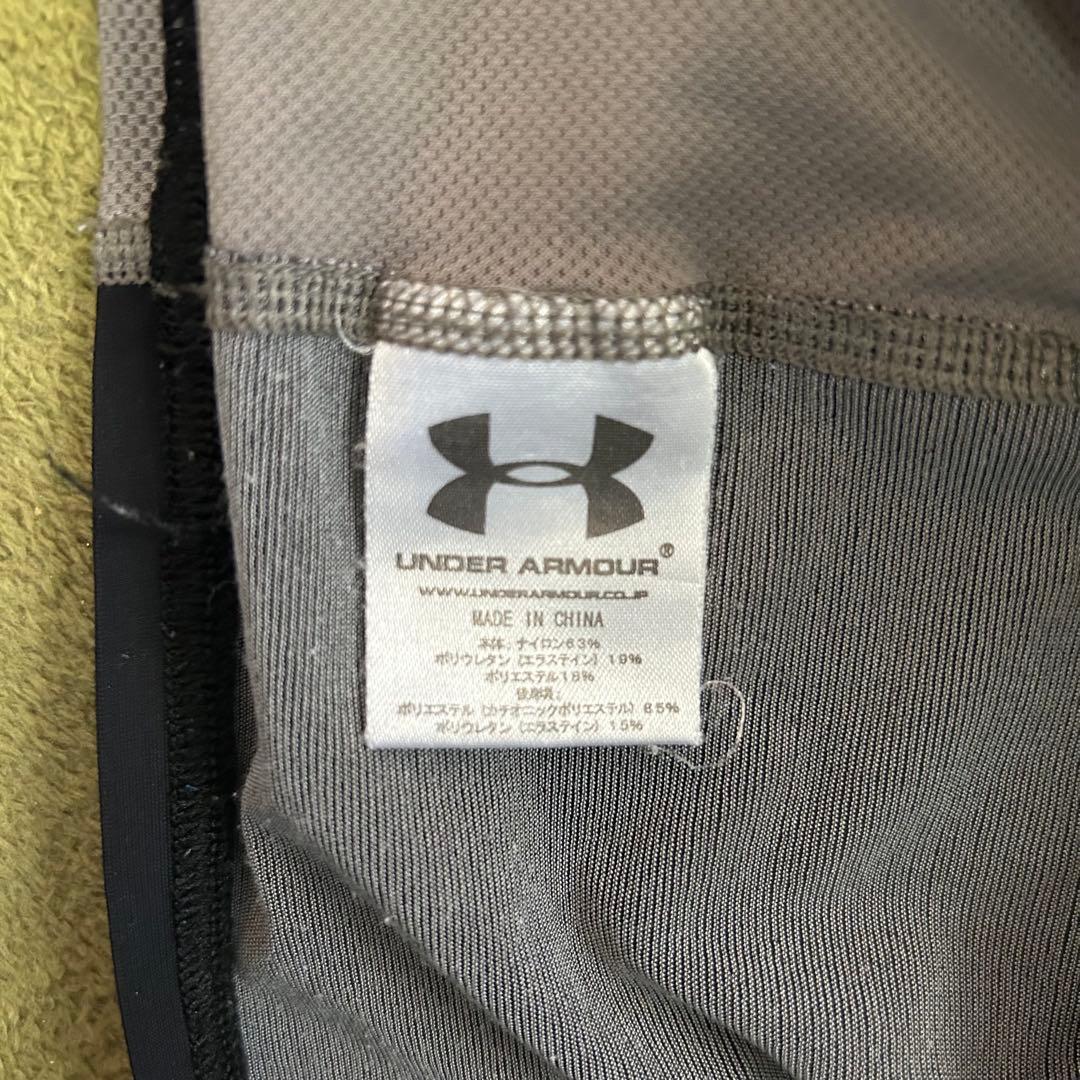 UNDER ARMOUR®
WWW.UNDERARMOUR.CO.JP
MADE IN CHINA
本体: ナイロン63%
ポリウレタン(エラステイン)19%
ポリエステル18%
ポリエステル(カチオニックポリエステル)85%
ポリウレタン(エラステイン)15%